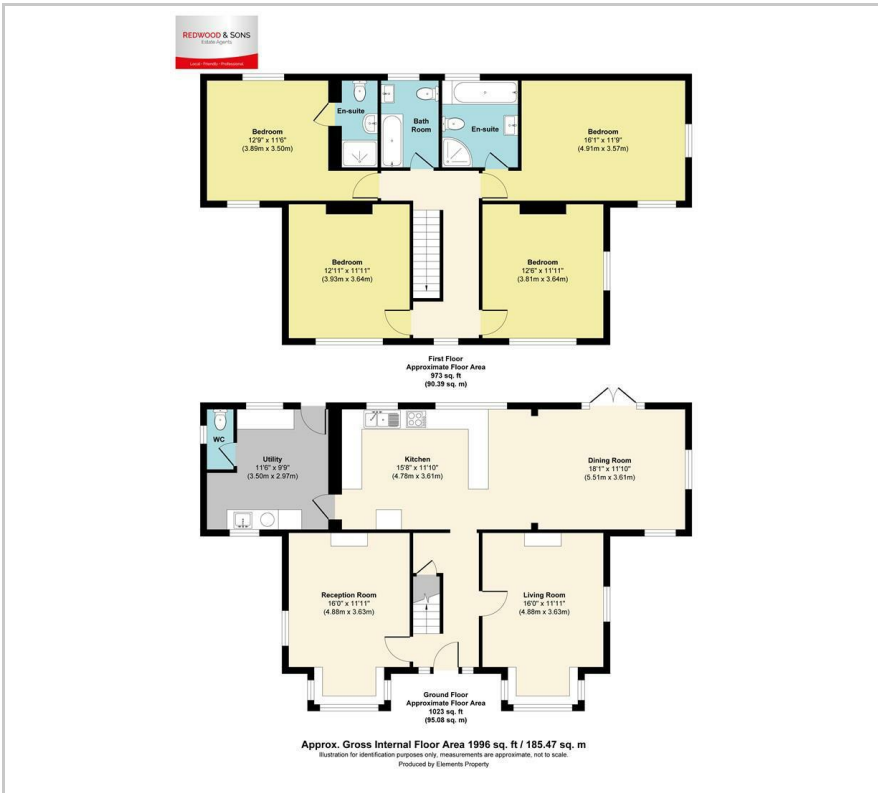 REDWOOD & SONS
Estate Agents
Local · Friendly · Professional
Bedroom
12'9" x 11'6"
(3.89m x 3.50m)
En-suite
Bath
Room
En-suite
Bedroom
16'1" x 11'9"
(4.91m x 3.57m)
Bedroom
12'11" x 11'11"
(3.93m x 3.64m)
Bedroom
12'6" x 11'11"
(3.81m x 3.64m)
First Floor
Approximate Floor Area
973 sq. ft
(90.39 sq. m)
WC
Utility
11'6" x 9'9"
(3.50m x 2.97m)
Kitchen
15'8" x 11'10"
(4.78m x 3.61m)
Dining Room
18'1" x 11'10"
(5.51m x 3.61m)
Reception Room
16'0" x 11'11"
(4.88m x 3.63m)
Living Room
16'0" x 11'11"
(4.88m x 3.63m)
Ground Floor
Approximate Floor Area
1023 sq. ft
(95.08 sq. m)
Approx. Gross Internal Floor Area 1996 sq. ft / 185.47 sq. m
Illustration for identification purposes only, measurements are approximate, not to scale.
Produced by Elements Property